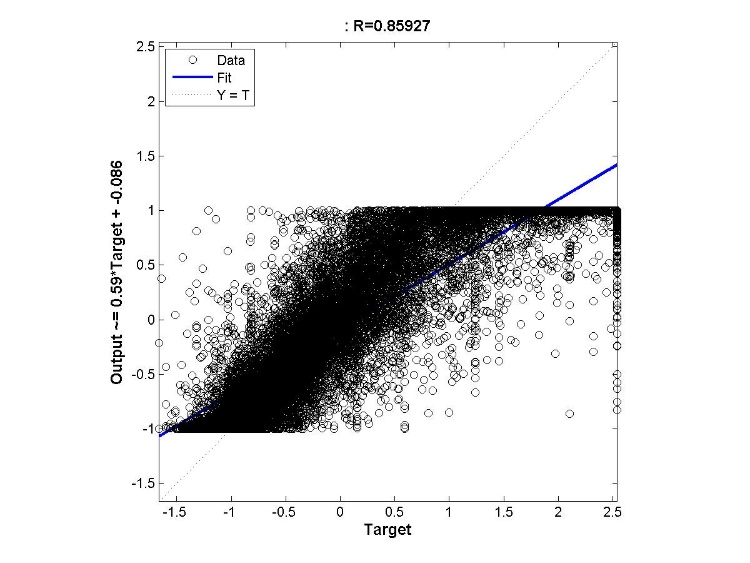 : R=0.85927
2.5
2
1.5
1
0.5
0
-0.5
-1
-1.5
Data
Fit
Y = T
Output ~= 0.59*Target + -0.086
-1.5 -1 -0.5 0 0.5 1 1.5 2 2.5
Target